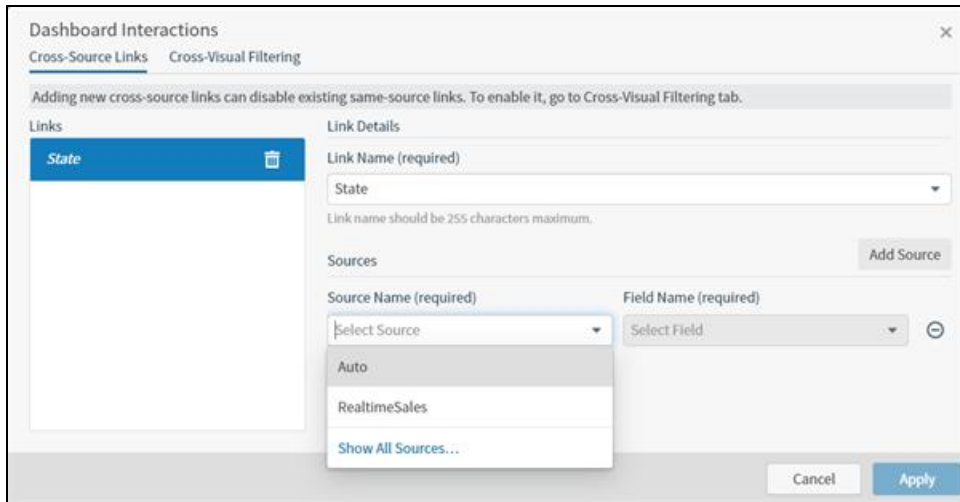 Dashboard Interactions
Cross-Source Links Cross-Visual Filtering
Adding new cross-source links can disable existing same-source links. To enable it, go to Cross-Visual Filtering tab.
Links
State
Link Details
Link Name (required)
State
Link name should be 255 characters maximum.
Sources
Add Source
Source Name (required) Field Name (required)
Select Source Select Field
Auto
RealtimeSales
Show All Sources...
Cancel Apply